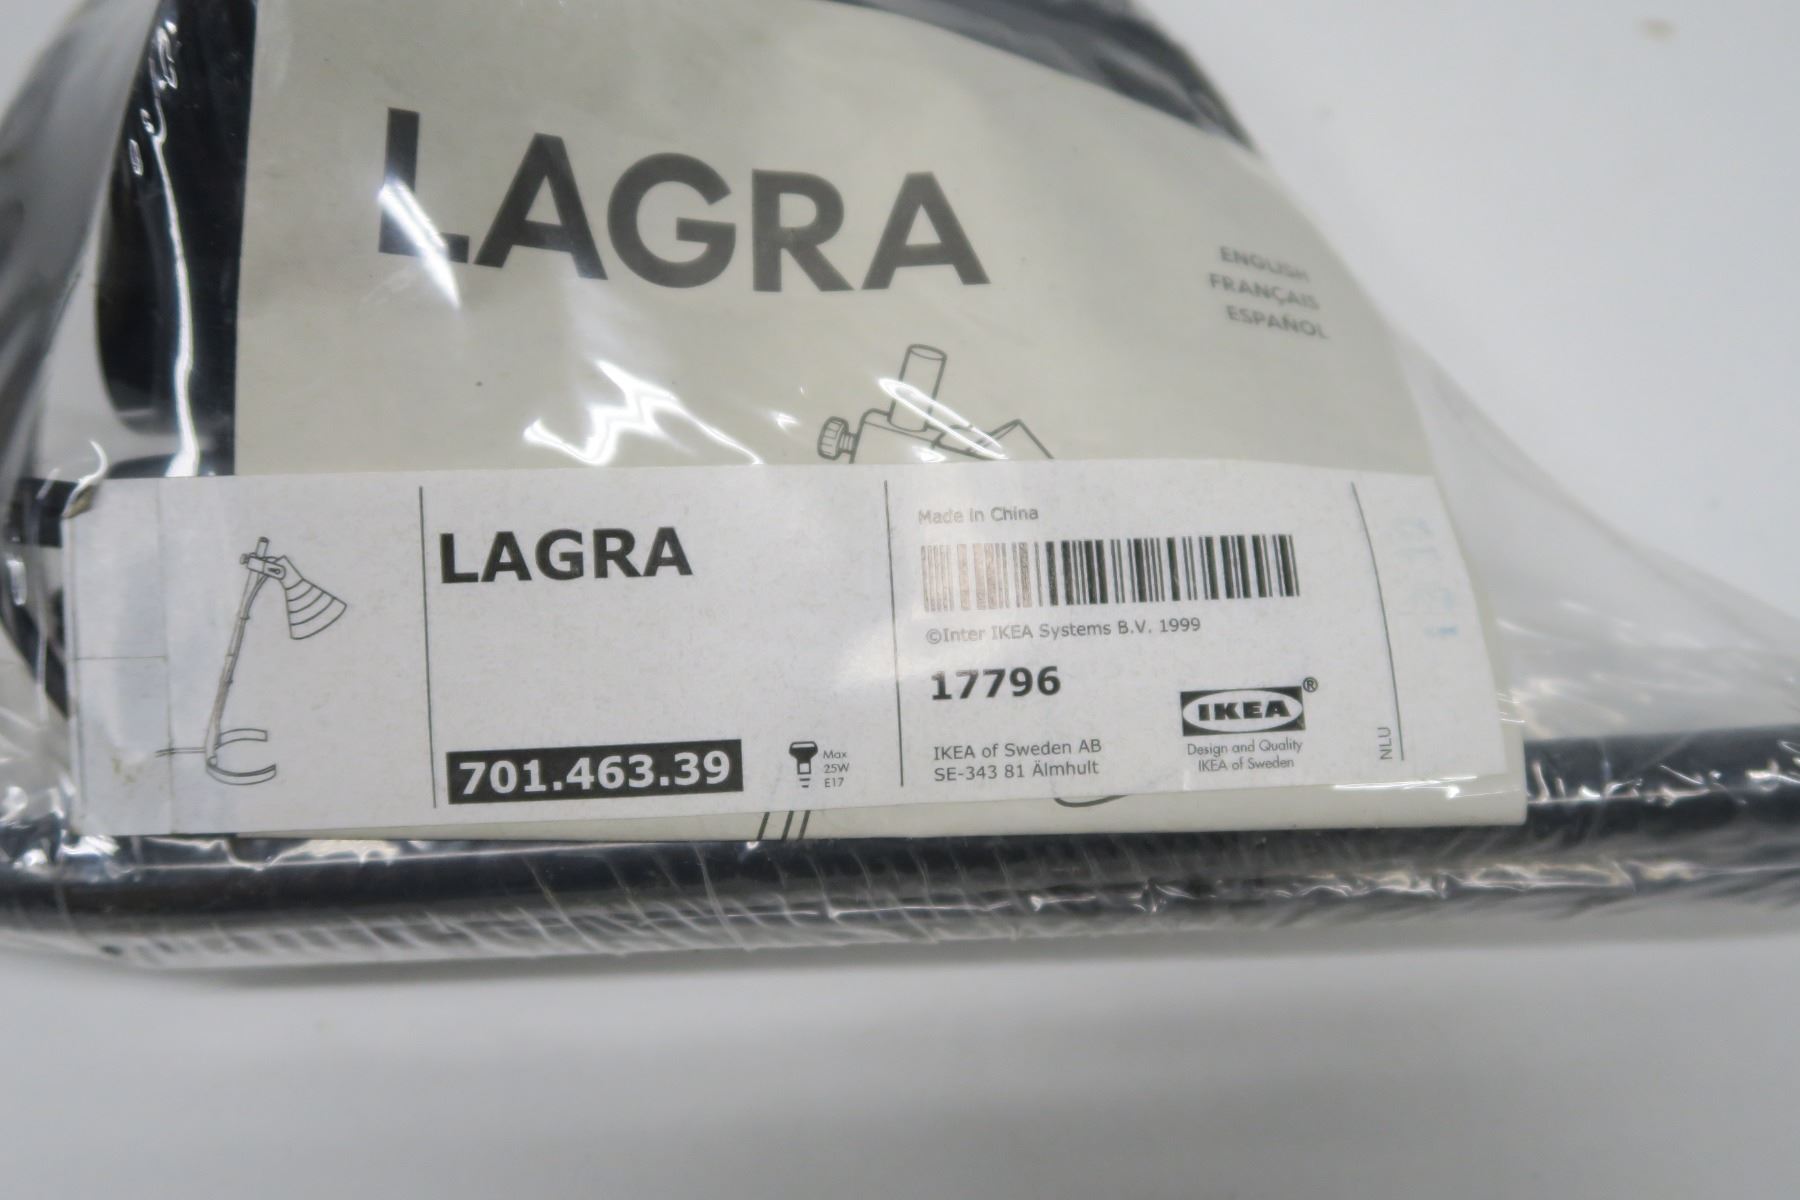 LAGRA
ENGLISH
FRANÇAIS
ESPAÑOL
LAGRA
701.463.39
Max
25W
E17
Made in China
©Inter IKEA Systems B.V. 1999
17796
IKEA of Sweden AB
SE-343 81 Älmhult
IKEA®
Design and Quality
IKEA of Sweden
NLU